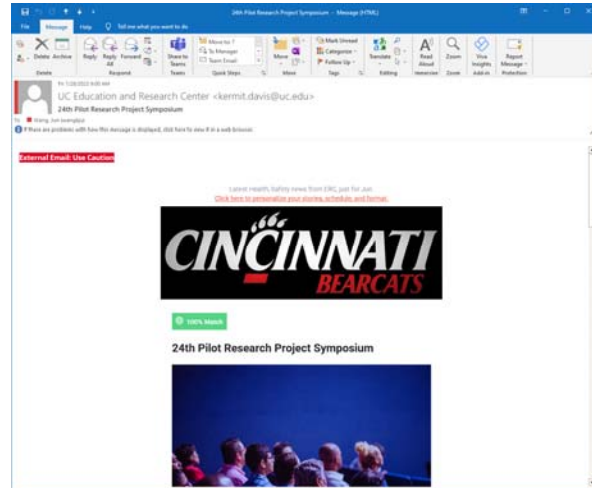 24th Pilot Research Project Symposium - Message (HTML)
File Message Help Tell me what you want to do
Delete Archive Reply Reply All Forward Share to Teams Move to: ? To Manager Team Email Move Mark Unread Categorize Follow Up Translate Read Aloud Zoom Viva Insights Report Message
Delete Respond Teams Quick Steps Move Tags Editing Immersive Zoom Add-in Protection
UC Education and Research Center <kermit.davis@uc.edu>
24th Pilot Research Project Symposium
To
If there are problems with how this message is displayed, click here to view it in a web browser.
External Email: Use Caution
Latest Health, Safety news from ERC, just for Jun.
Click here to personalize your stories, schedule, and format.
CINCINNATI
BEARCATS
100% Match
24th Pilot Research Project Symposium